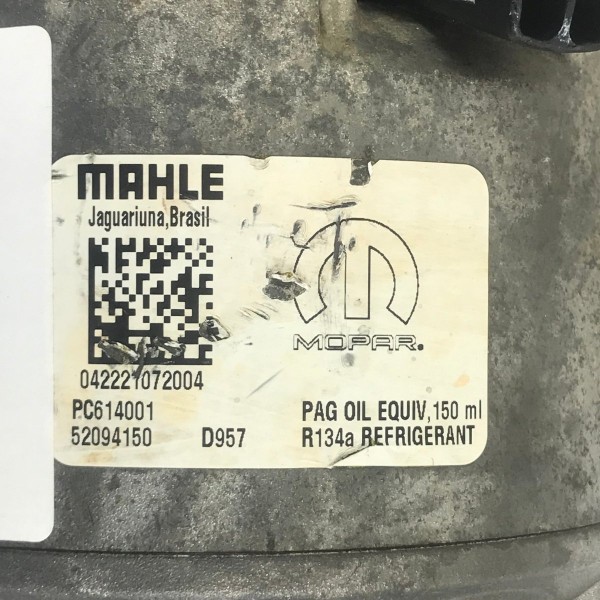 MAHLE
Jaguariuna,Brasil
042221072004
PC614001
52094150 D957
MOPAR.
PAG OIL EQUIV,150 ml
R134a REFRIGERANT